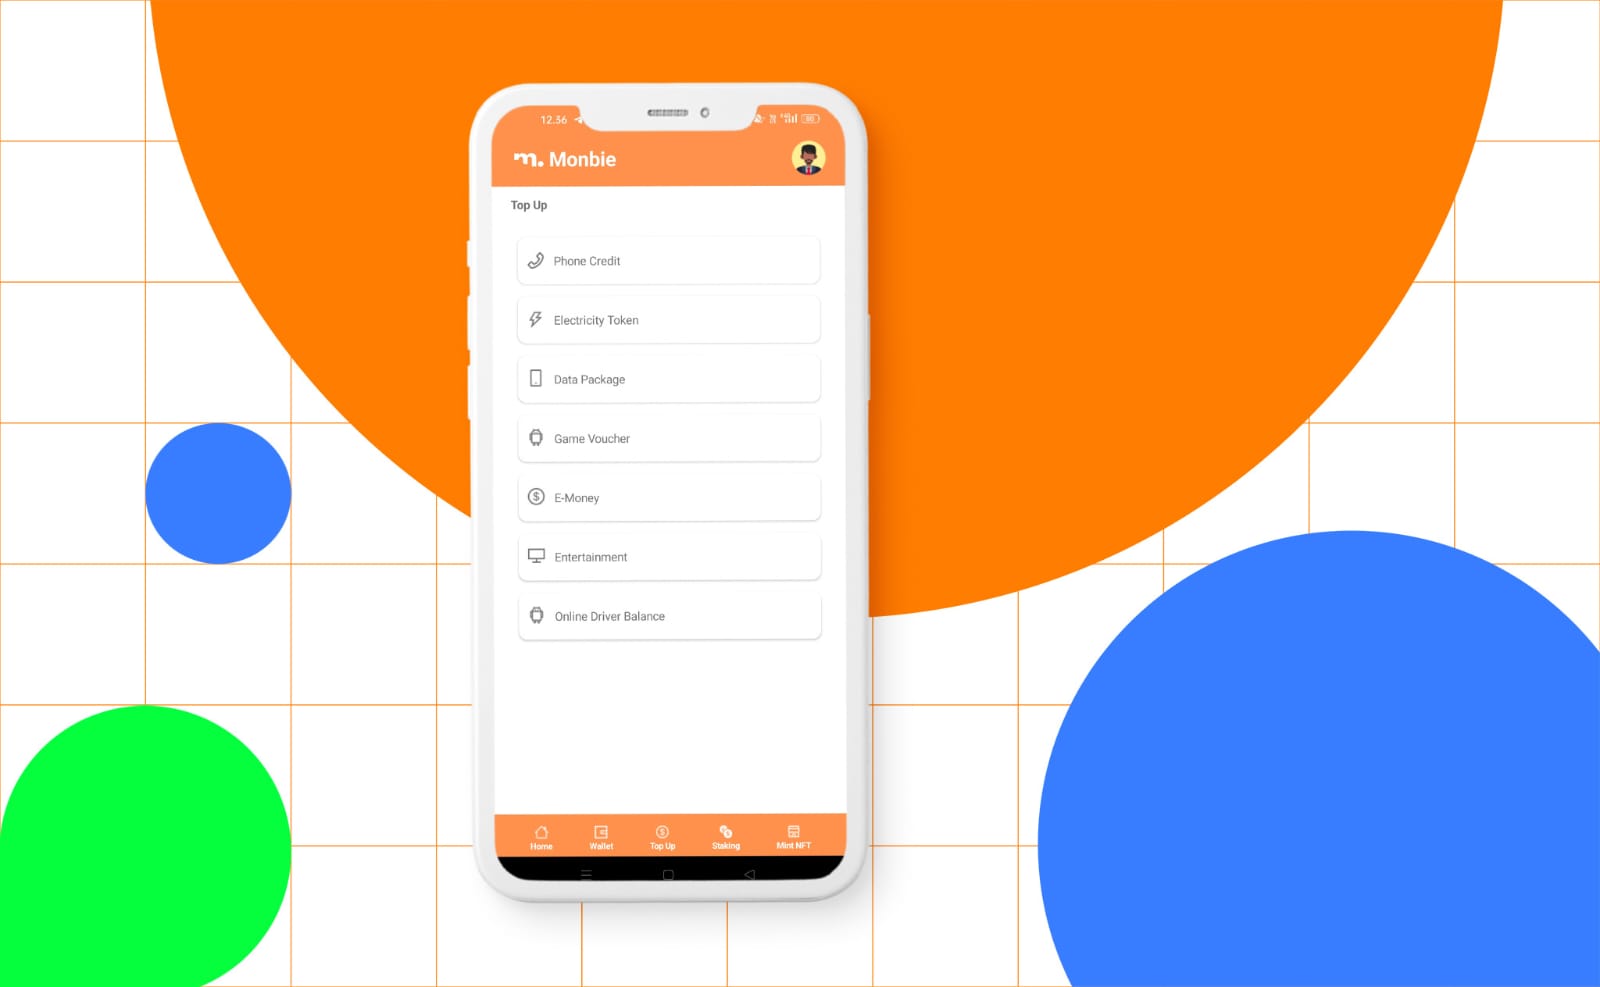 12.36
m. Monbie
Top Up
Phone Credit
Electricity Token
Data Package
Game Voucher
E-Money
Entertainment
Online Driver Balance
Home Wallet Top Up Staking Mint NFT